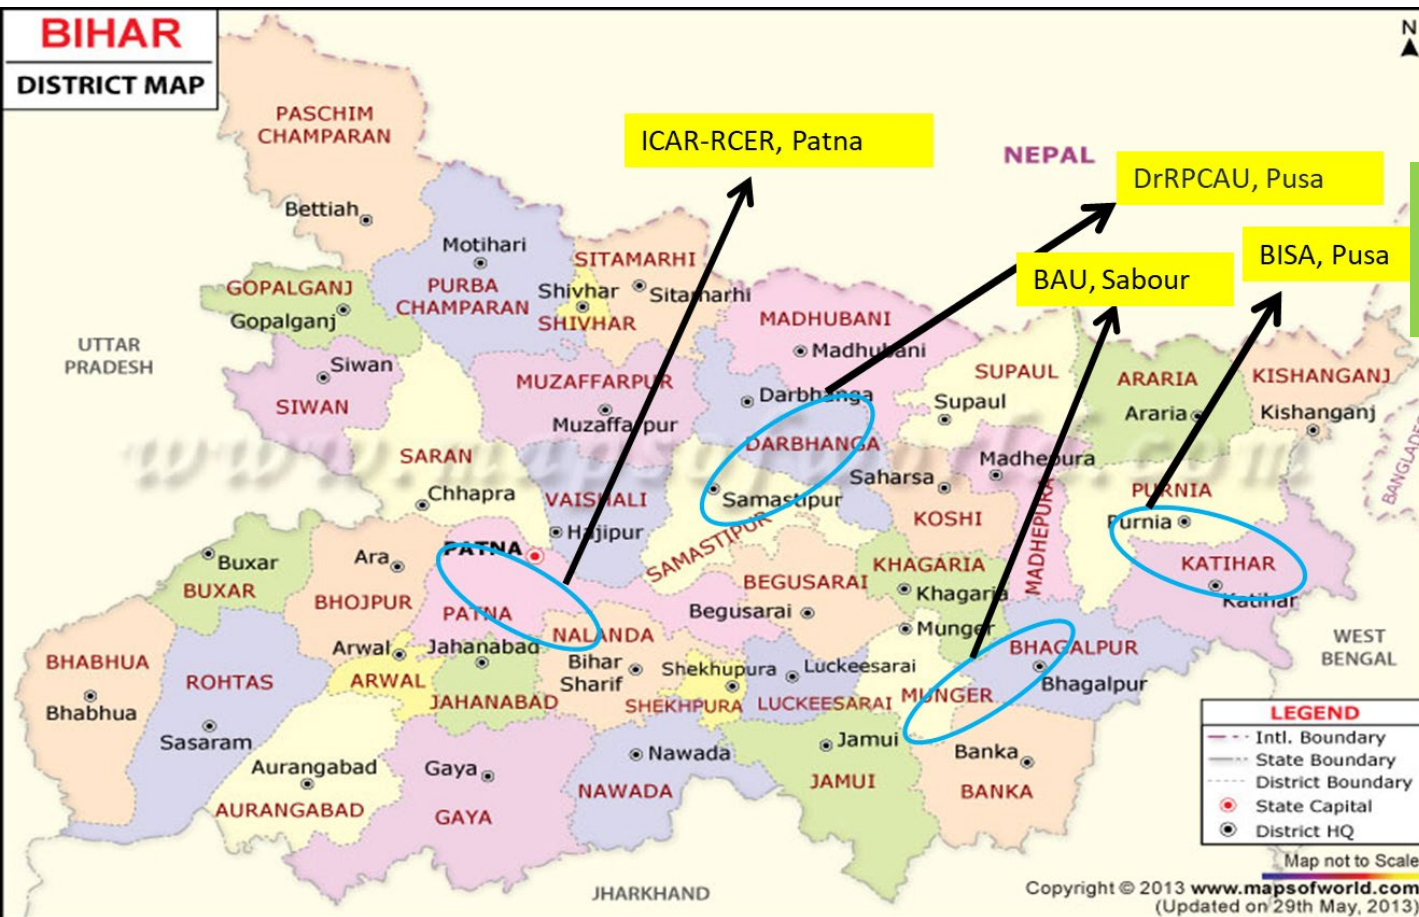 BIHAR
DISTRICT MAP
N
PASCHIM
CHAMPARAN
ICAR-RCER, Patna
NEPAL
DrRPCAU, Pusa
Bettiah
Motihari
SITAMARHI
BAU, Sabour
BISA, Pusa
GOPALGANJ
PURBA
CHAMPARAN
Shivhar
Sitamarhi
Gopalganj
SHIVHAR
MADHUBANI
UTTAR
PRADESH
Siwan
Madhubani
SUPAUL
ARARIA
KISHANGANJ
SIWAN
MUZAFFARPUR
Darbhanga
Supaul
Araria
Kishanganj
Muzaffarpur
DARBHANGA
www.mapsofworld.com
SARAN
Saharsa
Madhepura
BANGLADESH
Chhapra
VAISHALI
Samastipur
PURNIA
Hajipur
SAMASTIPUR
KOSHI
MADHEPURA
Purnia
Buxar
Ara
PATNA
KATIHAR
BUXAR
BHOJPUR
PATNA
BEGUSARAI
KHAGARIA
Khagaria
Katihar
Begusarai
Munger
Arwal
Jahanabad
NALANDA
BHAGALPUR
WEST
BENGAL
BHABHUA
ROHTAS
ARWAL
JAHANABAD
Bihar
Sharif
Shekhupura
Luckeesarai
Bhagalpur
Bhabhua
SHEKHPURA
LUCKEESARAI
MUNGER
Sasaram
Aurangabad
Gaya
Nawada
Jamui
Banka
AURANGABAD
GAYA
NAWADA
JAMUI
BANKA
LEGEND
Intl. Boundary
State Boundary
District Boundary
State Capital
District HQ
JHARKHAND
Map not to Scale
Copyright © 2013 www.mapsofworld.com
(Updated on 29th May, 2013)